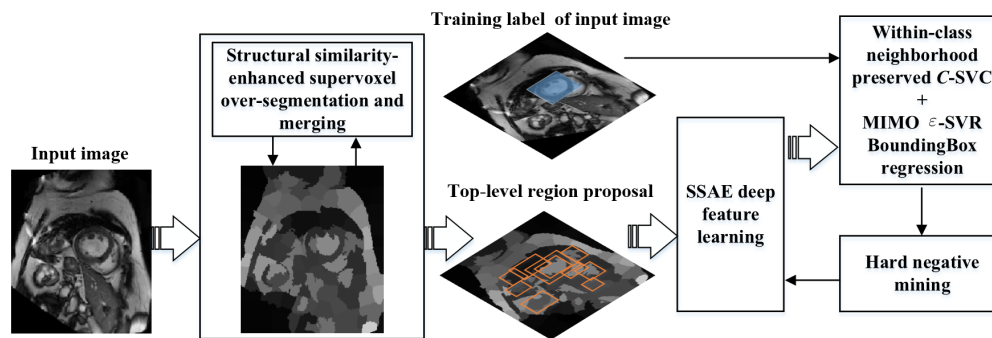 Input image
Structural similarity-
enhanced supervoxel
over-segmentation and
merging
Training label of input image
Top-level region proposal
SSAE deep
feature
learning
Within-class
neighborhood
preserved C-SVC
+
MIMO ε-SVR
BoundingBox
regression
Hard negative
mining